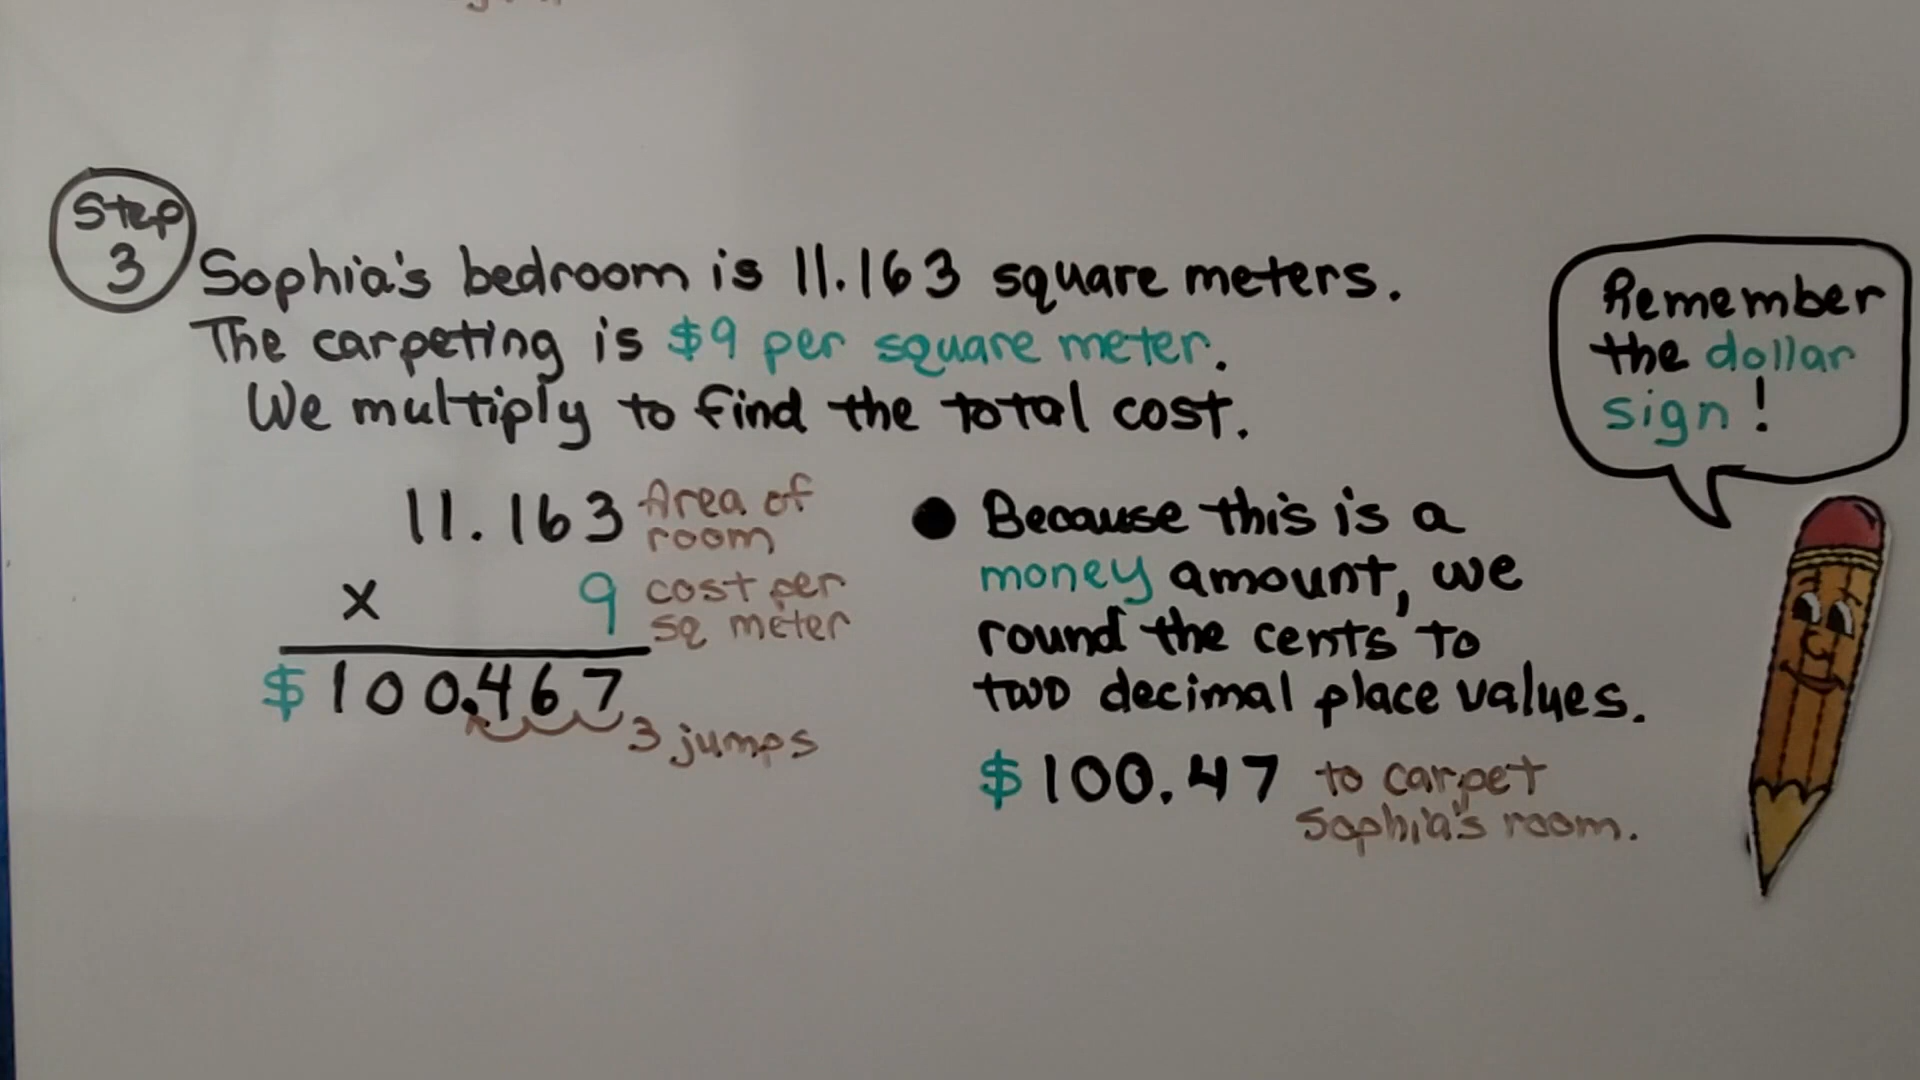 Step
3
Sophia's bedroom is 11.163 square meters.
The carpeting is $9 per square meter.
We multiply to find the total cost.
Remember
the dollar
sign!
11.163 Area of
room
x 9 cost per
sq meter
$100.467
3 jumps
● Because this is a
money amount, we
round the cents to
two decimal place values.
$100.47 to carpet
Sophia's room.